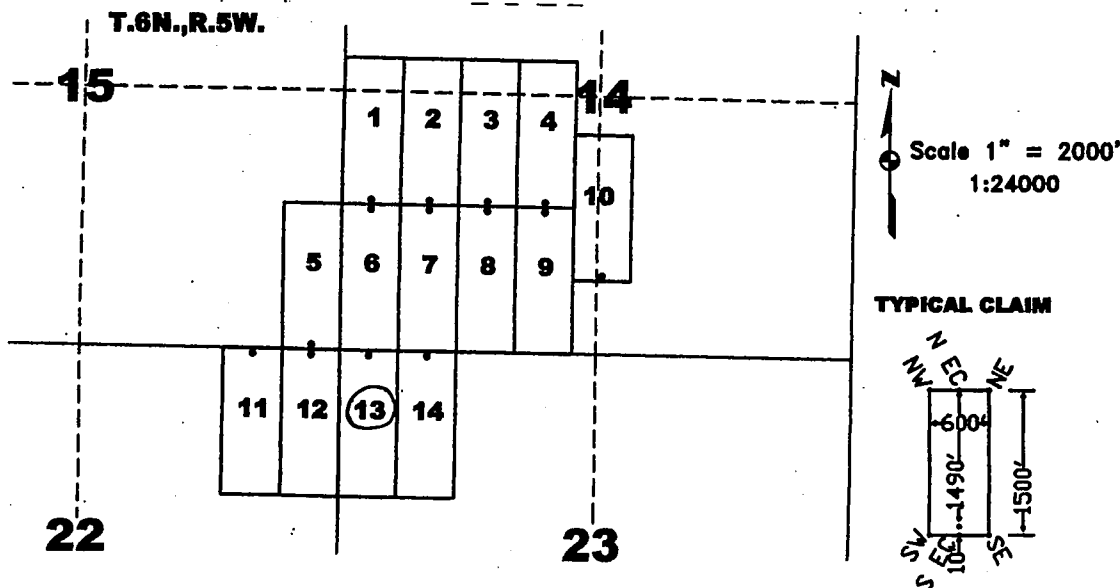 T.6N.,R.5W.
15
14
1 2 3 4
10
N
Scale 1" = 2000'
1:24000
5 6 7 8 9
TYPICAL CLAIM
11 12 13 14
NW N EC NE
600'
1490'
1500'
10'
SW S EC SE
22
23